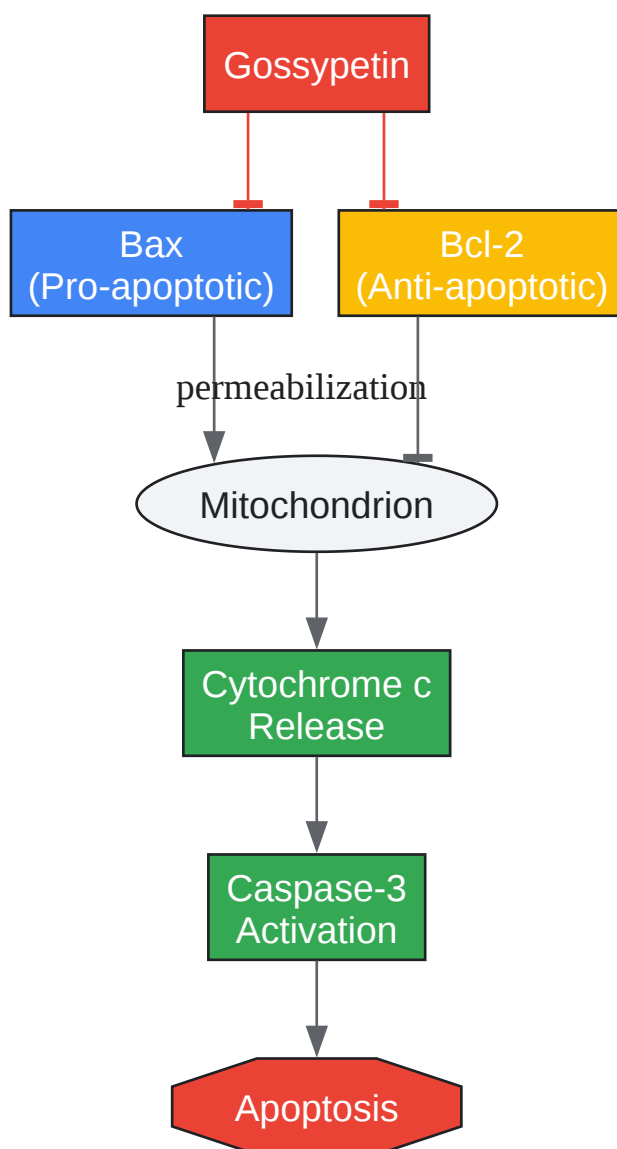 Gossypetin
Bax
(Pro-apoptotic)
Bcl-2
(Anti-apoptotic)
permeabilization
Mitochondrion
Cytochrome c
Release
Caspase-3
Activation
Apoptosis